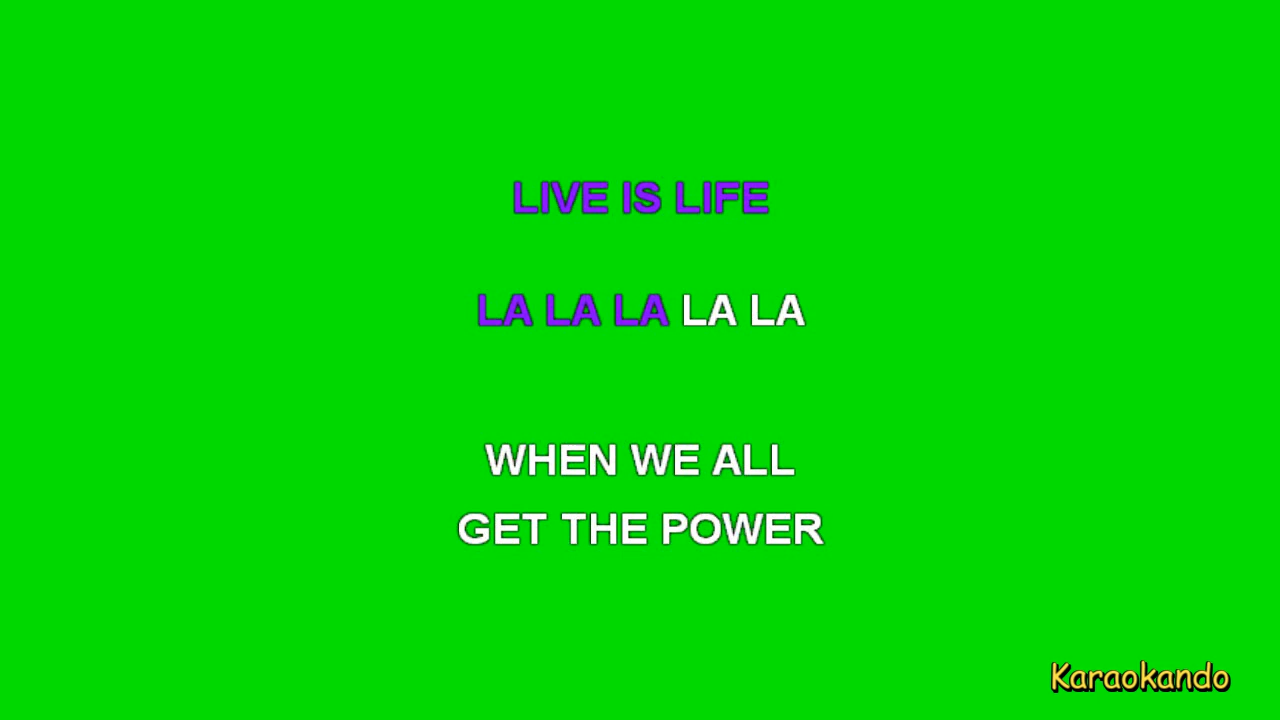 LIVE IS LIFE
LA LA LA LA LA
WHEN WE ALL
GET THE POWER
Karaokando